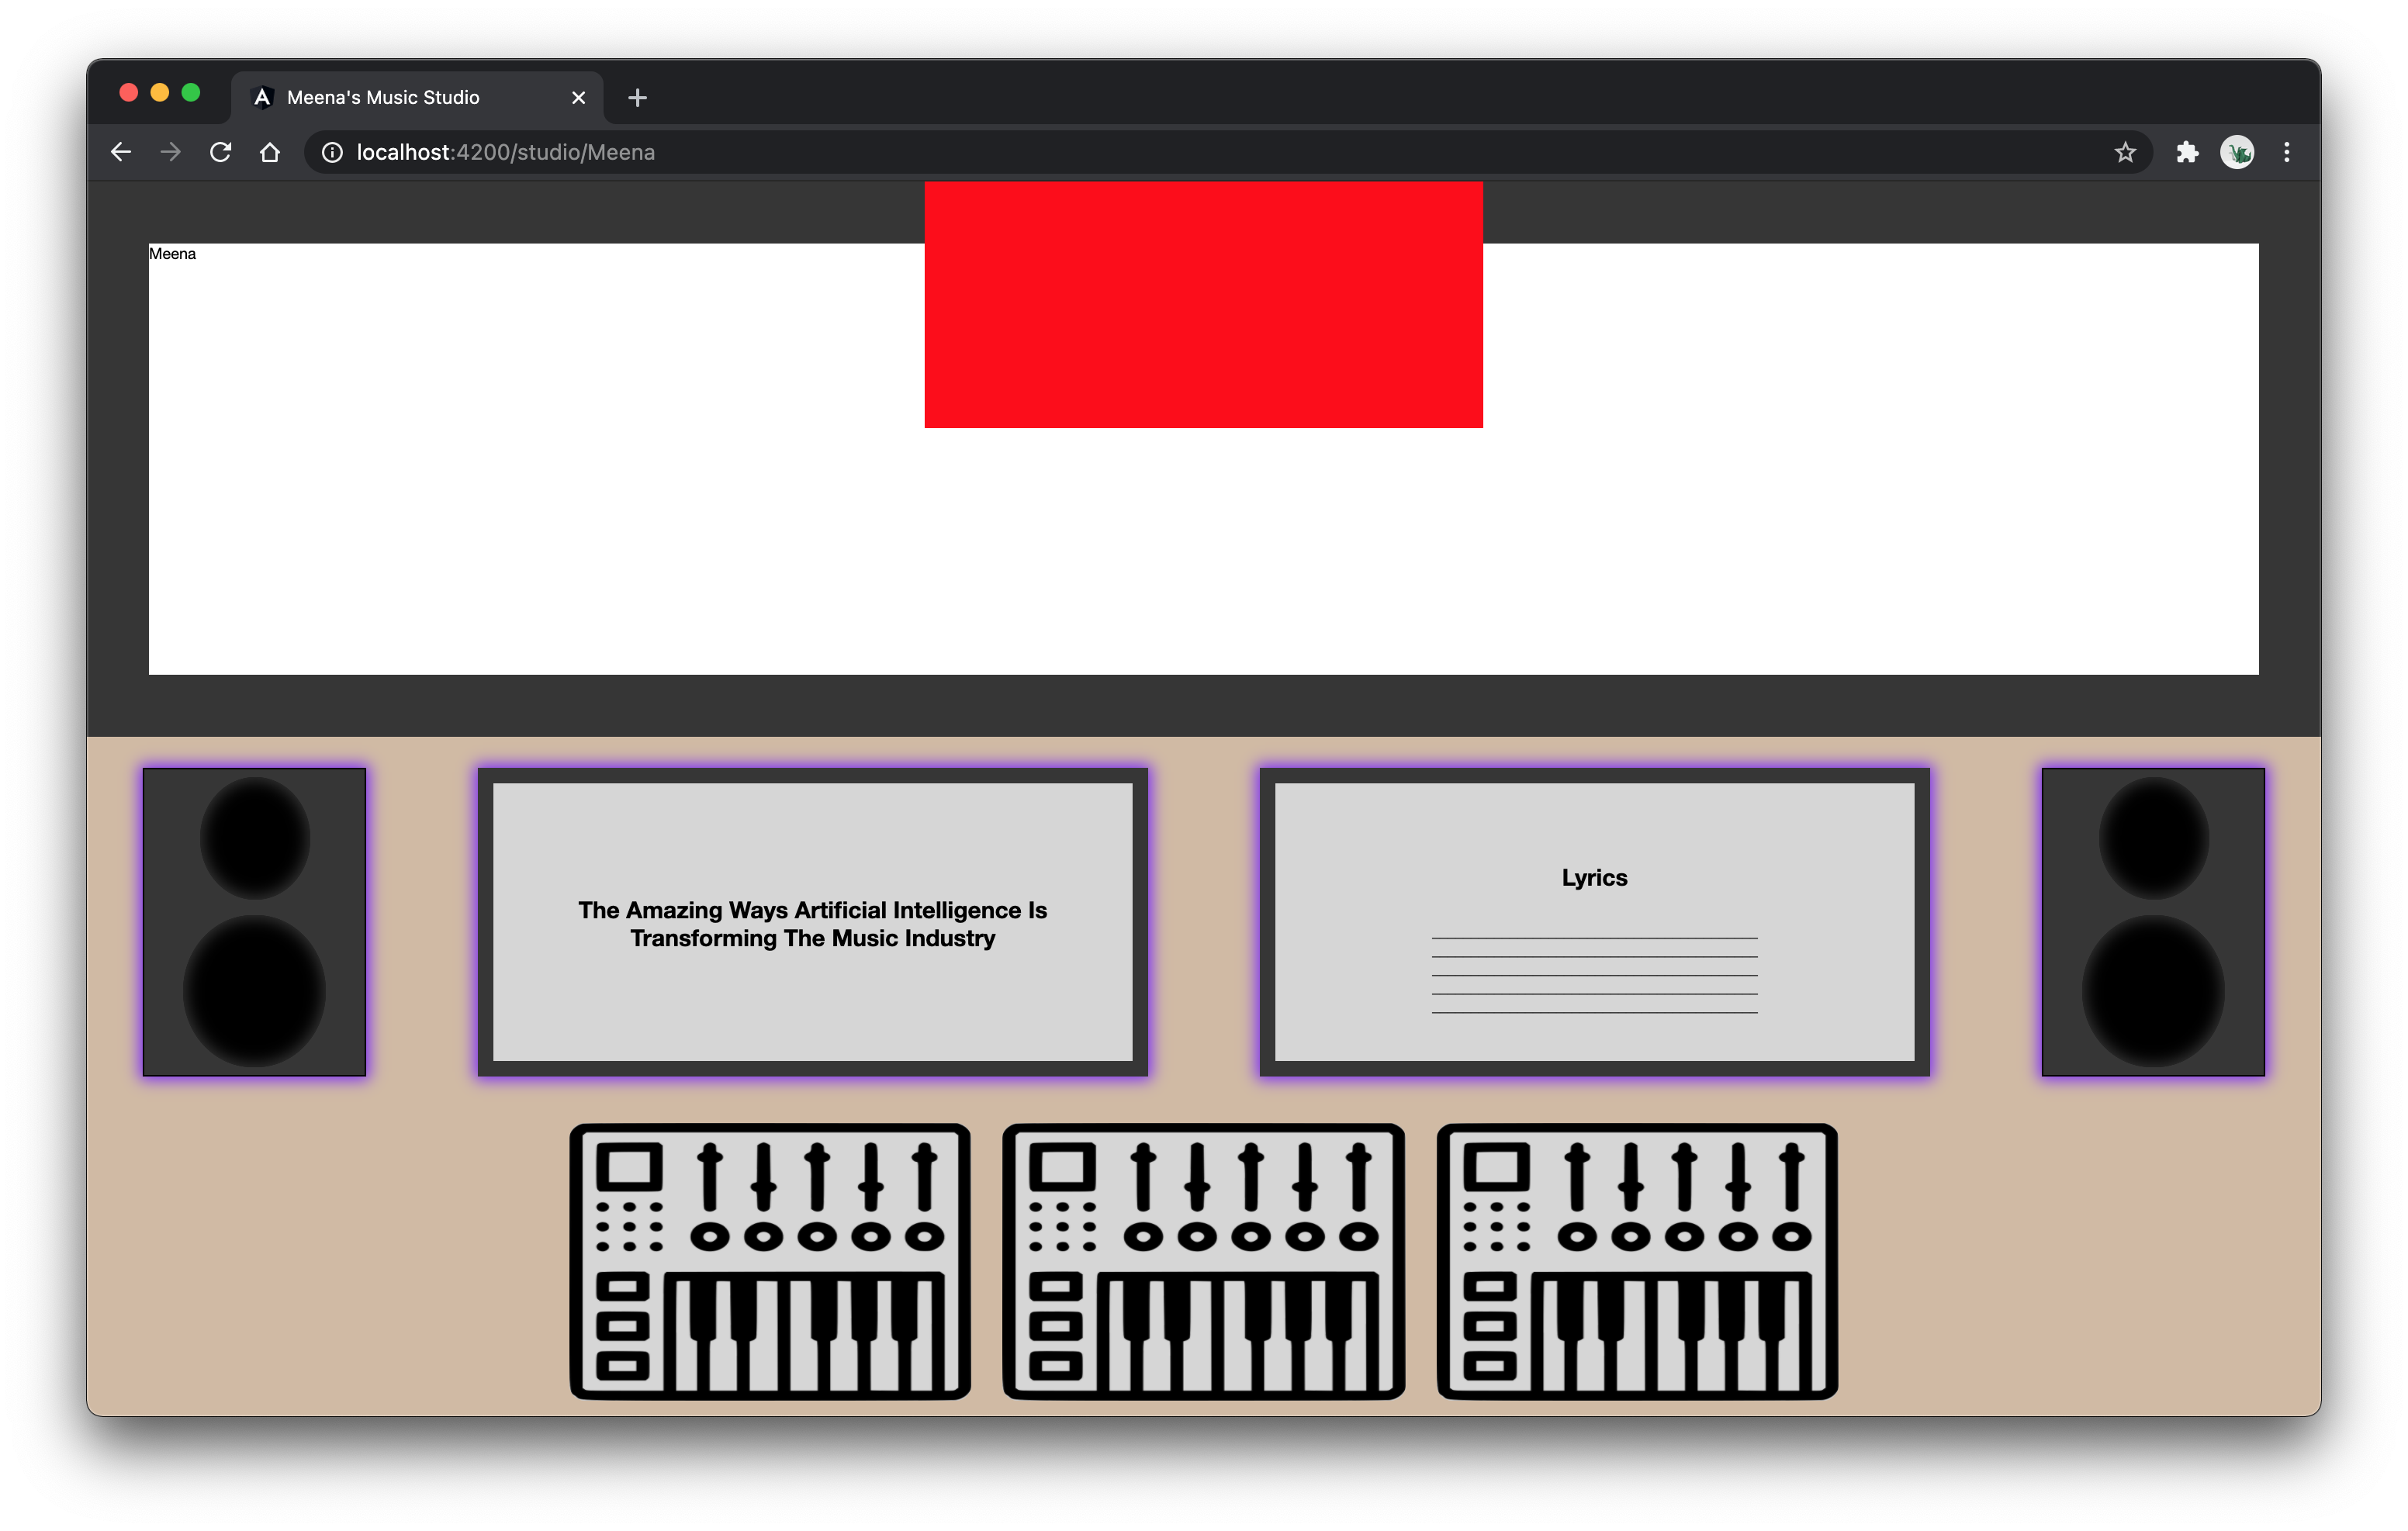 Meena's Music Studio
localhost:4200/studio/Meena
Meena
The Amazing Ways Artificial Intelligence Is
Transforming The Music Industry
Lyrics